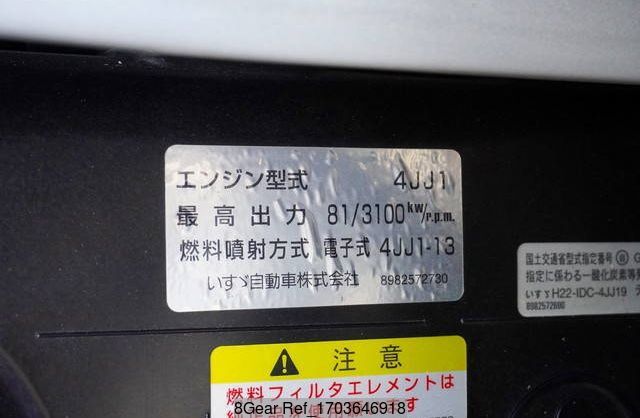 エンジン型式 4JJ1
最高出力 81/3100 kw/r.p.m.
燃料噴射方式 電子式 4JJ1-13
いすゞ自動車株式会社 8982572730
国土交通省型式指定番号
指定に係わる一酸化炭素等発
いすゞH22-IDC-4JJ19
8982572600
注意
燃料フィルタエレメントは
8Gear Ref 1703646918